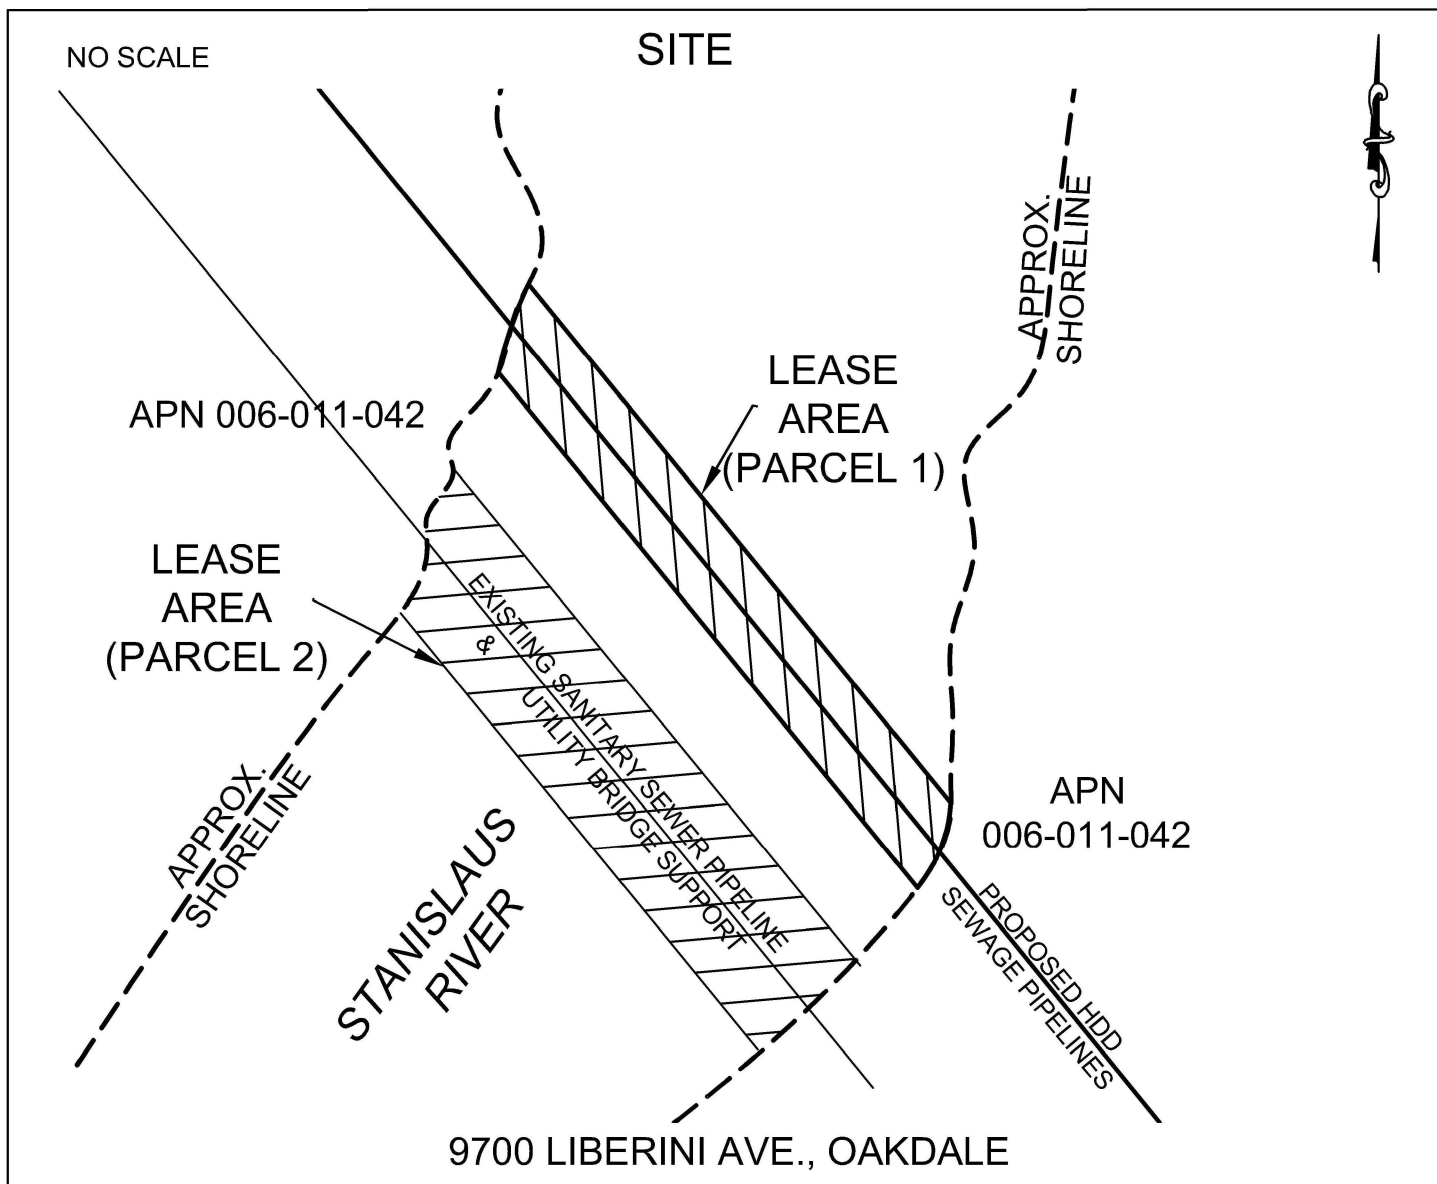 SITE
NO SCALE
APPROX.
SHORELINE
LEASE
AREA
(PARCEL 1)
APN 006-011-042
LEASE
AREA
(PARCEL 2)
EXISTING SANITARY SEWER PIPELINE
&
UTILITY BRIDGE SUPPORT
APPROX.
SHORELINE
STANISLAUS
RIVER
APN
006-011-042
PROPOSED HDD
SEWAGE PIPELINES
9700 LIBERINI AVE., OAKDALE